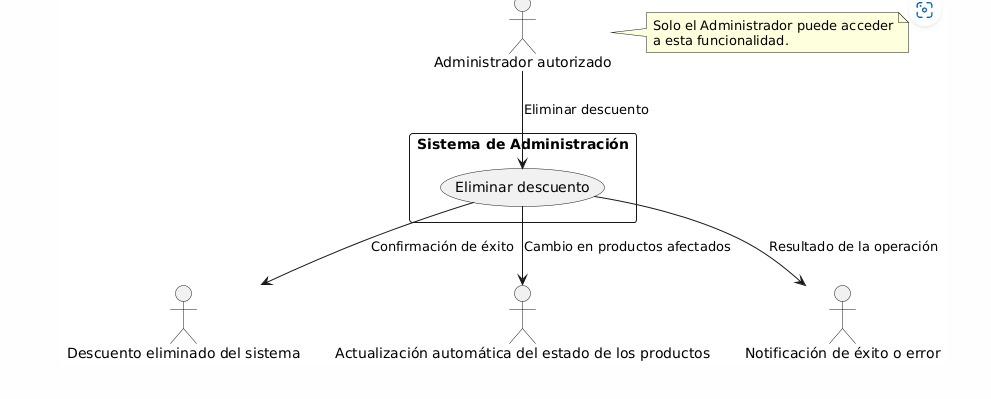 Solo el Administrador puede acceder
a esta funcionalidad.
Administrador autorizado
Eliminar descuento
Sistema de Administración
Eliminar descuento
Confirmación de éxito
Cambio en productos afectados
Resultado de la operación
Descuento eliminado del sistema
Actualización automática del estado de los productos
Notificación de éxito o error